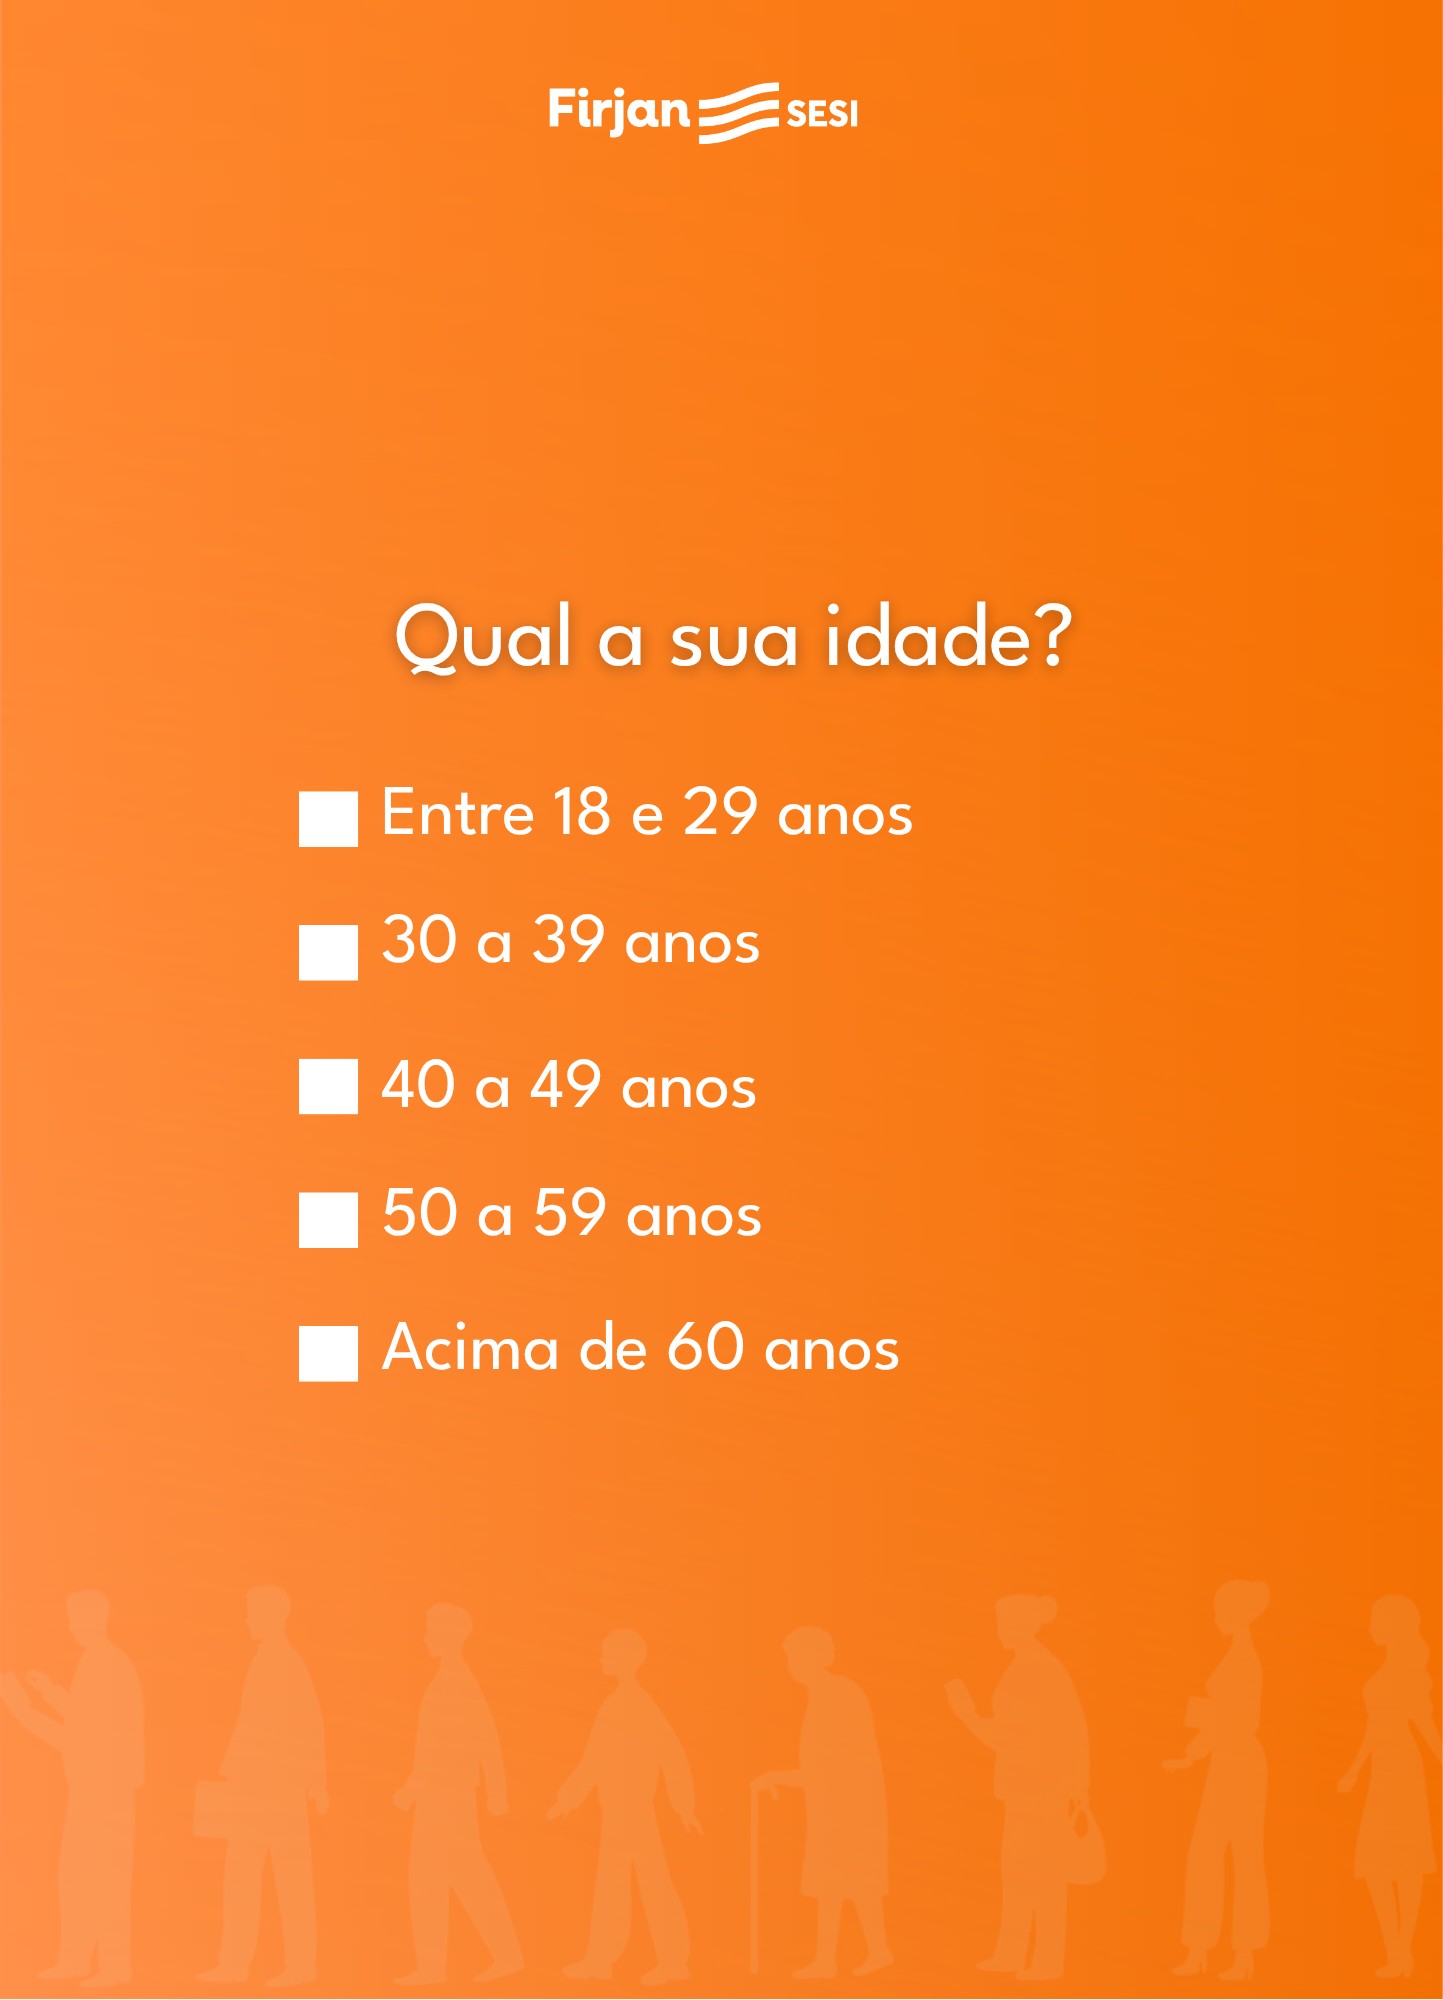 Firjan SESI
Qual a sua idade?
Entre 18 e 29 anos
30 a 39 anos
40 a 49 anos
50 a 59 anos
Acima de 60 anos